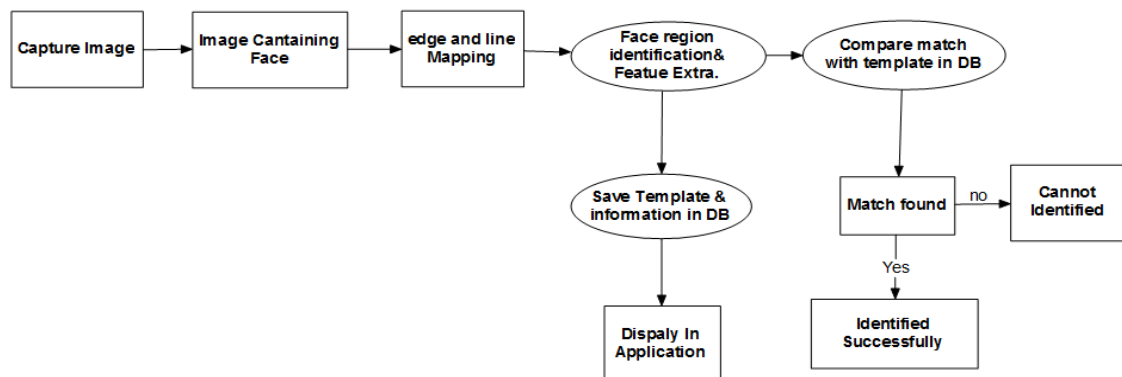 Capture Image
Image Cantaining
Face
edge and line
Mapping
Face region
identification&
Featue Extra.
Compare match
with template in DB
Save Template &
information in DB
Match found
no
Cannot
Identified
Yes
Dispaly In
Application
Identified
Successfully